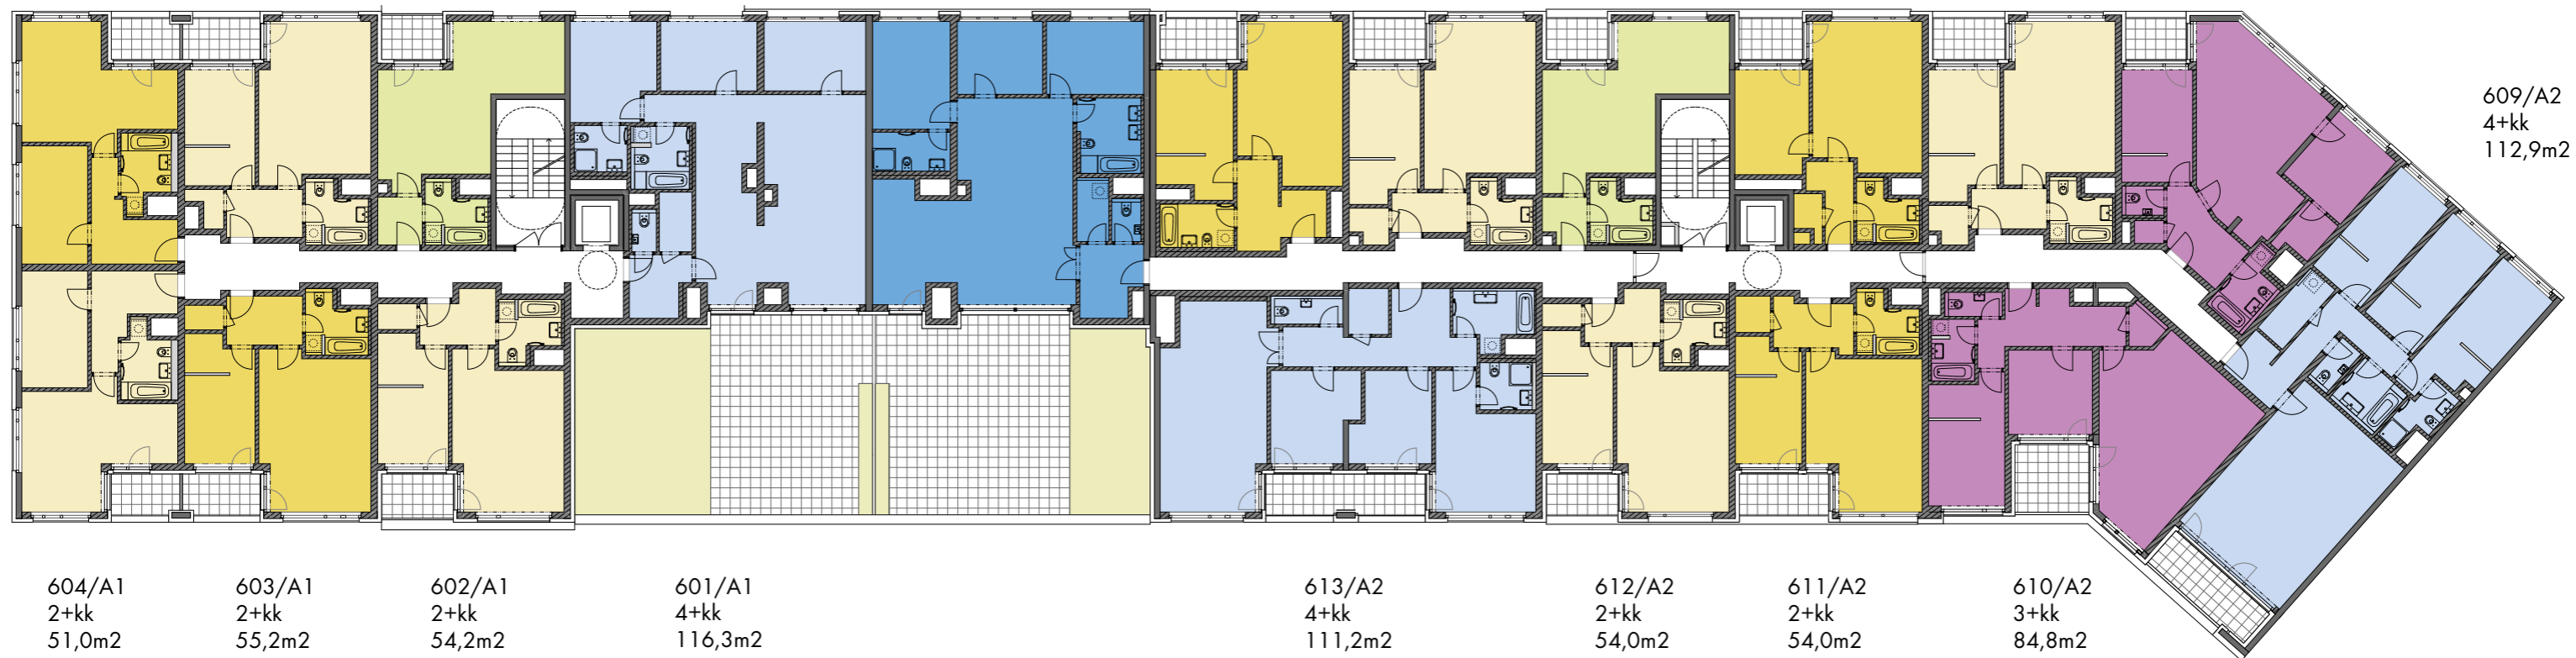 609/A2
4+kk
112,9m2
604/A1
2+kk
51,0m2
603/A1
2+kk
55,2m2
602/A1
2+kk
54,2m2
601/A1
4+kk
116,3m2
613/A2
4+kk
111,2m2
612/A2
2+kk
54,0m2
611/A2
2+kk
54,0m2
610/A2
3+kk
84,8m2